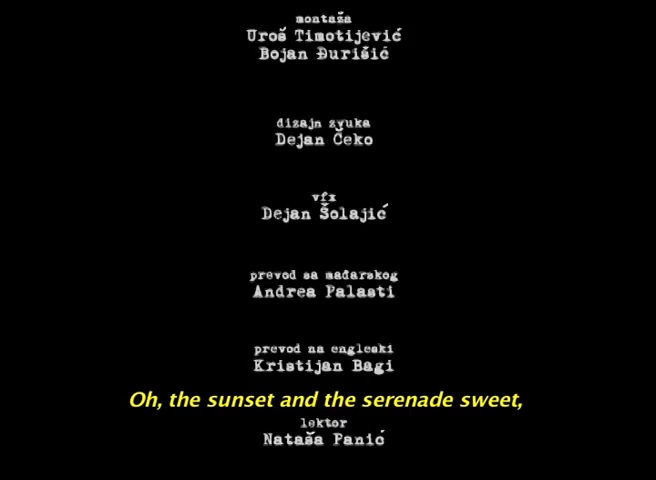 montaža
Uroš Timotijević
Bojan Đurišić
dizajn zvuka
Dejan Čeko
vfx
Dejan Šolajić
prevod sa mađarskog
Andrea Palasti
prevod na engleski
Kristijan Bagi
Oh, the sunset and the serenade sweet,
lektor
Nataša Panić